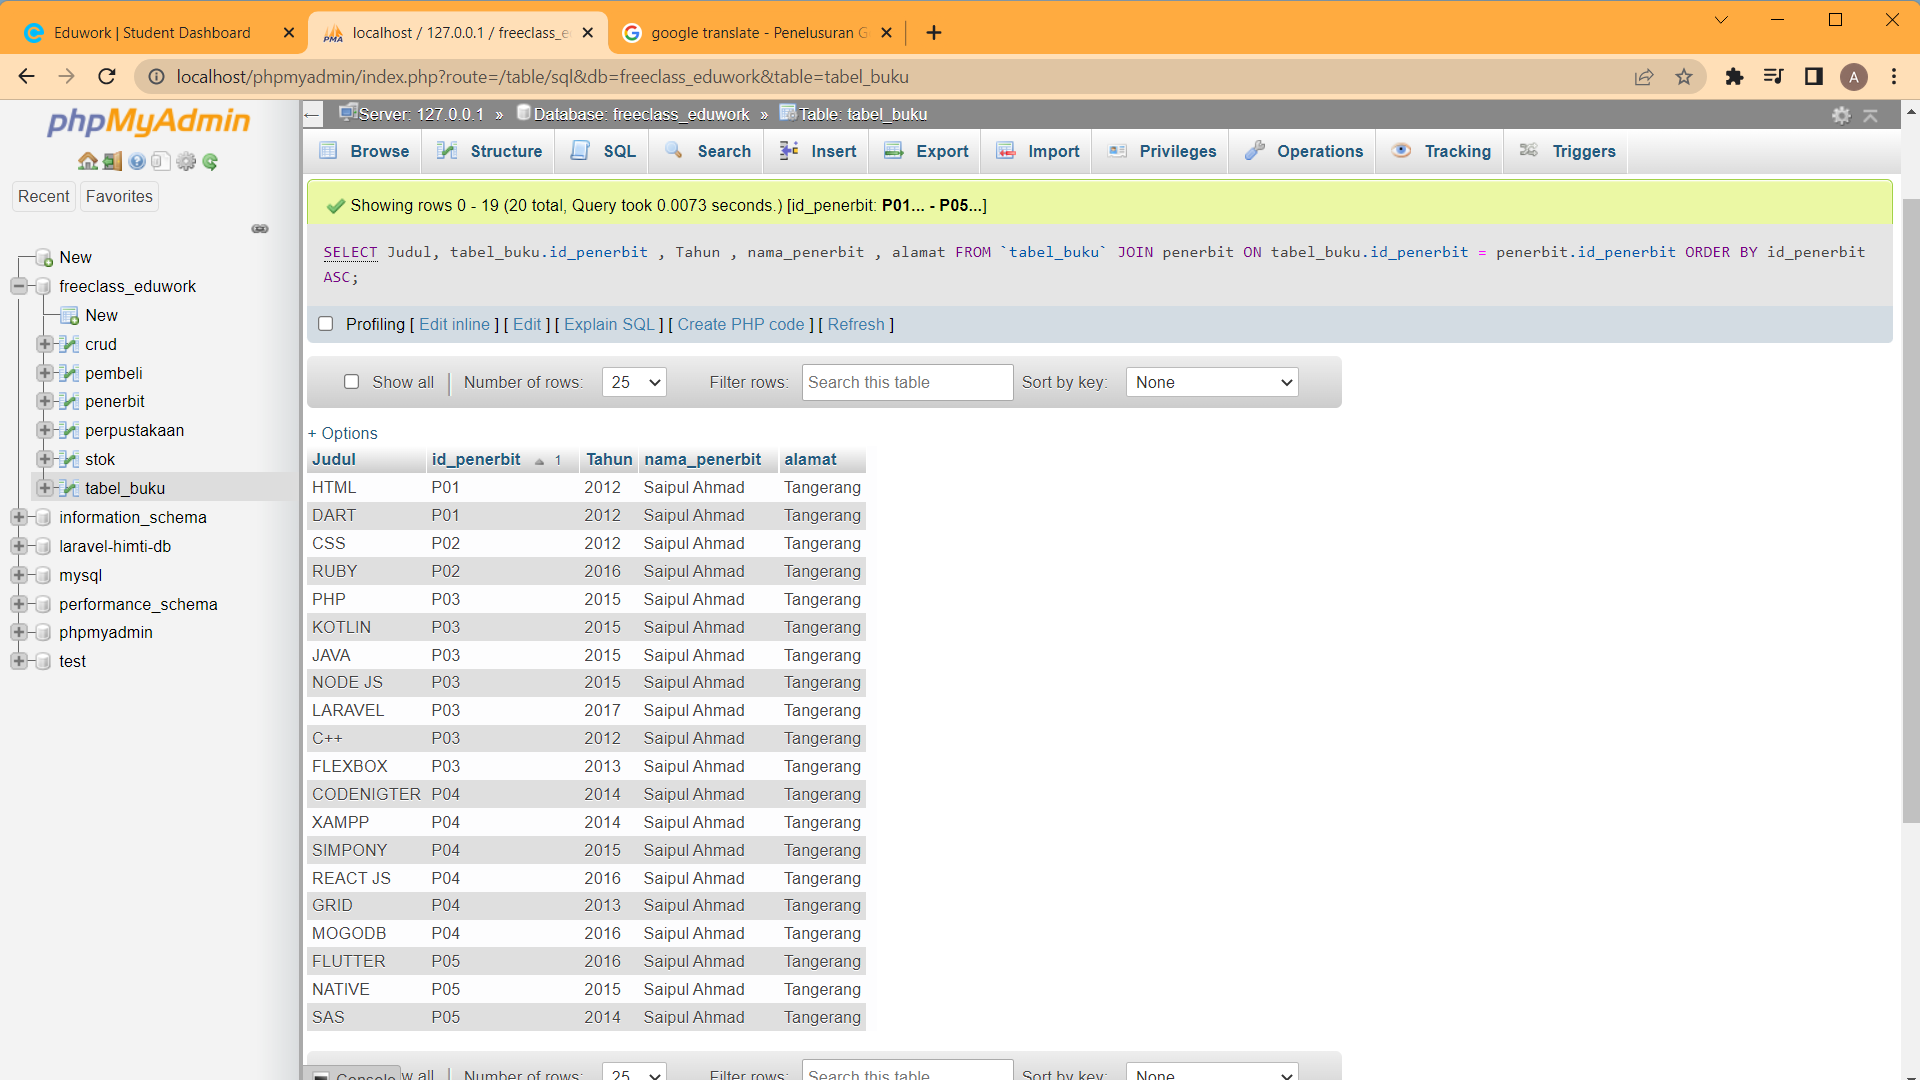 Eduwork | Student Dashboard
localhost / 127.0.0.1 / freeclass_e
google translate - Penelusuran G
localhost/phpmyadmin/index.php?route=/table/sql&db=freeclass_eduwork&table=tabel_buku
A
phpMyAdmin
Recent Favorites
New
freeclass_eduwork
New
crud
pembeli
penerbit
perpustakaan
stok
tabel_buku
information_schema
laravel-himti-db
mysql
performance_schema
phpmyadmin
test
Server: 127.0.0.1 » Database: freeclass_eduwork » Table: tabel_buku
Browse Structure SQL Search Insert Export Import Privileges Operations Tracking Triggers
Showing rows 0 - 19 (20 total, Query took 0.0073 seconds.) [id_penerbit: P01... - P05...]
SELECT Judul, tabel_buku.id_penerbit , Tahun , nama_penerbit , alamat FROM `tabel_buku` JOIN penerbit ON tabel_buku.id_penerbit = penerbit.id_penerbit ORDER BY id_penerbit
ASC;
Profiling [ Edit inline ] [ Edit ] [ Explain SQL ] [ Create PHP code ] [ Refresh ]
Show all Number of rows: 25 Filter rows: Search this table Sort by key: None
+ Options
Judul id_penerbit 1 Tahun nama_penerbit alamat
HTML P01 2012 Saipul Ahmad Tangerang
DART P01 2012 Saipul Ahmad Tangerang
CSS P02 2012 Saipul Ahmad Tangerang
RUBY P02 2016 Saipul Ahmad Tangerang
PHP P03 2015 Saipul Ahmad Tangerang
KOTLIN P03 2015 Saipul Ahmad Tangerang
JAVA P03 2015 Saipul Ahmad Tangerang
NODE JS P03 2015 Saipul Ahmad Tangerang
LARAVEL P03 2017 Saipul Ahmad Tangerang
C++ P03 2012 Saipul Ahmad Tangerang
FLEXBOX P03 2013 Saipul Ahmad Tangerang
CODENIGTER P04 2014 Saipul Ahmad Tangerang
XAMPP P04 2014 Saipul Ahmad Tangerang
SIMPONY P04 2015 Saipul Ahmad Tangerang
REACT JS P04 2016 Saipul Ahmad Tangerang
GRID P04 2013 Saipul Ahmad Tangerang
MOGODB P04 2016 Saipul Ahmad Tangerang
FLUTTER P05 2016 Saipul Ahmad Tangerang
NATIVE P05 2015 Saipul Ahmad Tangerang
SAS P05 2014 Saipul Ahmad Tangerang
Console w all Number of rows: 25 Filter rows: Search this table Sort by key: None